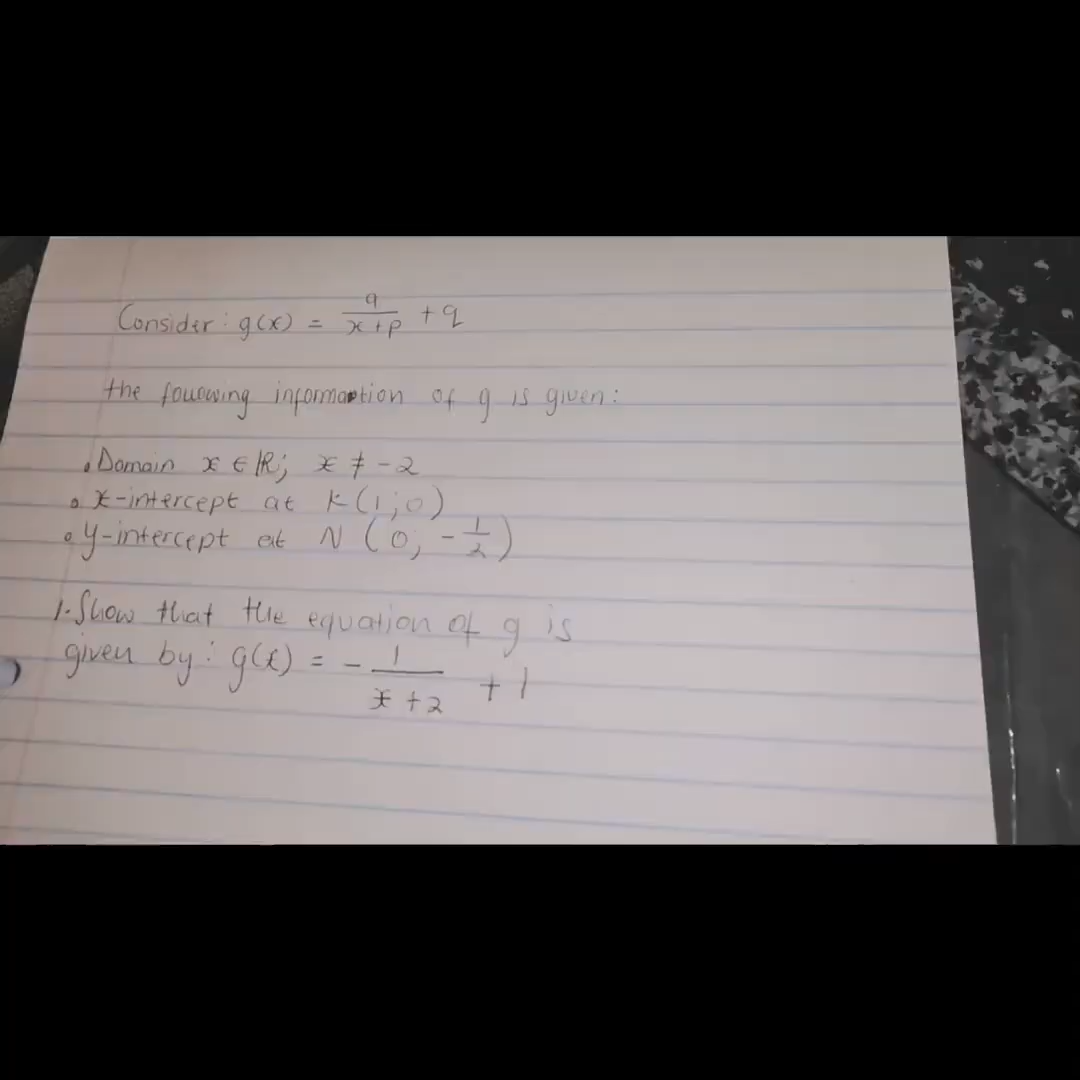 Consider: g(x) = a/(x+p) + q
the following information of g is given:
• Domain x ∈ ℝ; x ≠ -2
• x-intercept at K(1;0)
• y-intercept at N (0; -1/2)
1. Show that the equation of g is
given by: g(x) = - 1/(x+2) + 1